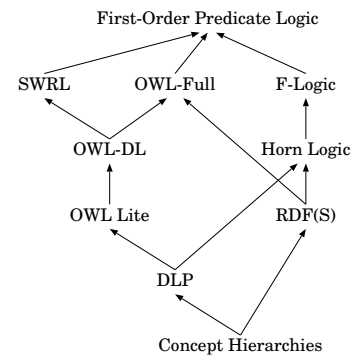 First-Order Predicate Logic
SWRL OWL-Full F-Logic
OWL-DL Horn Logic
OWL Lite RDF(S)
DLP
Concept Hierarchies